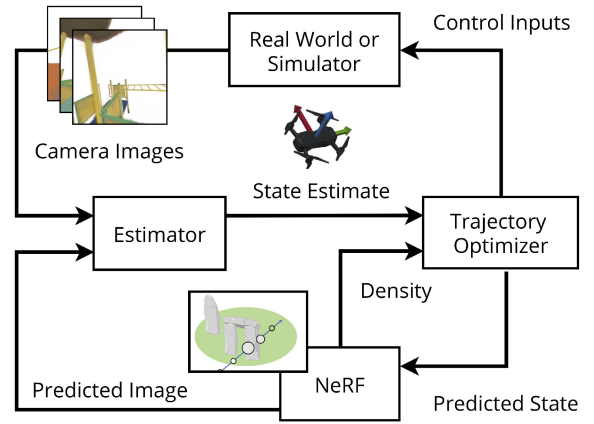 Real World or
Simulator
Control Inputs
Camera Images
State Estimate
Estimator
Trajectory
Optimizer
Density
NeRF
Predicted Image
Predicted State